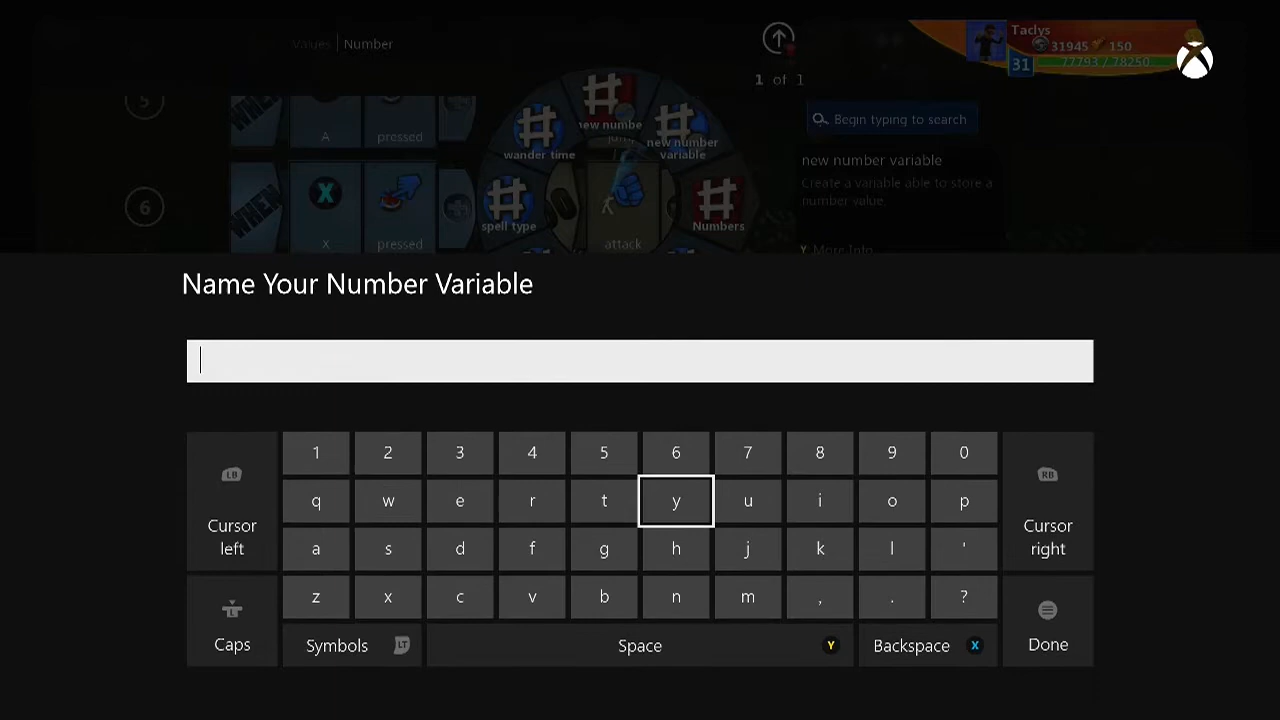 Values | Number
Taclys
31945 150
31 77793 / 78250
1 of 1
5
WHEN
A
pressed
new numbe
wander time
new number
variable
Begin typing to search
new number variable
Create a variable able to store a
number value.
6
WHEN
X
X
pressed
spell type
attack
Numbers
Y More Info
Name Your Number Variable
1 2 3 4 5 6 7 8 9 0
LB
Cursor
left
q w e r t y u i o p
RB
Cursor
right
a s d f g h j k l '
z x c v b n m , . ?
L
Caps
Symbols LT
Space Y
Backspace X
Done